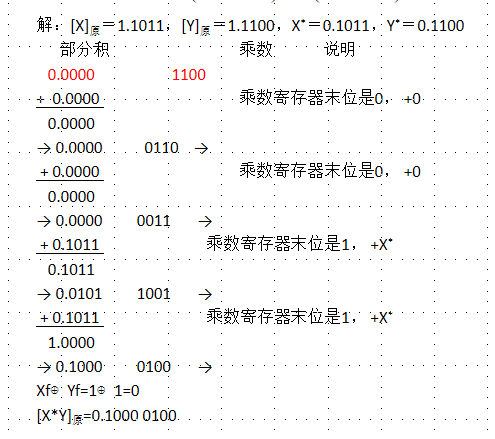 解：[X]原＝1.1011，[Y]原＝1.1100，X*＝0.1011，Y*＝0.1100
部分积 乘数 说明
0.0000 1100
+ 0.0000 乘数寄存器末位是0， +0
0.0000
→ 0.0000 0110 →
+ 0.0000 乘数寄存器末位是0， +0
0.0000
→ 0.0000 0011 →
+ 0.1011 乘数寄存器末位是1， +X*
0.1011
→ 0.0101 1001 →
+ 0.1011 乘数寄存器末位是1， +X*
1.0000
→ 0.1000 0100 →
Xf⊕ Yf=1⊕ 1=0
[X*Y]原=0.1000 0100